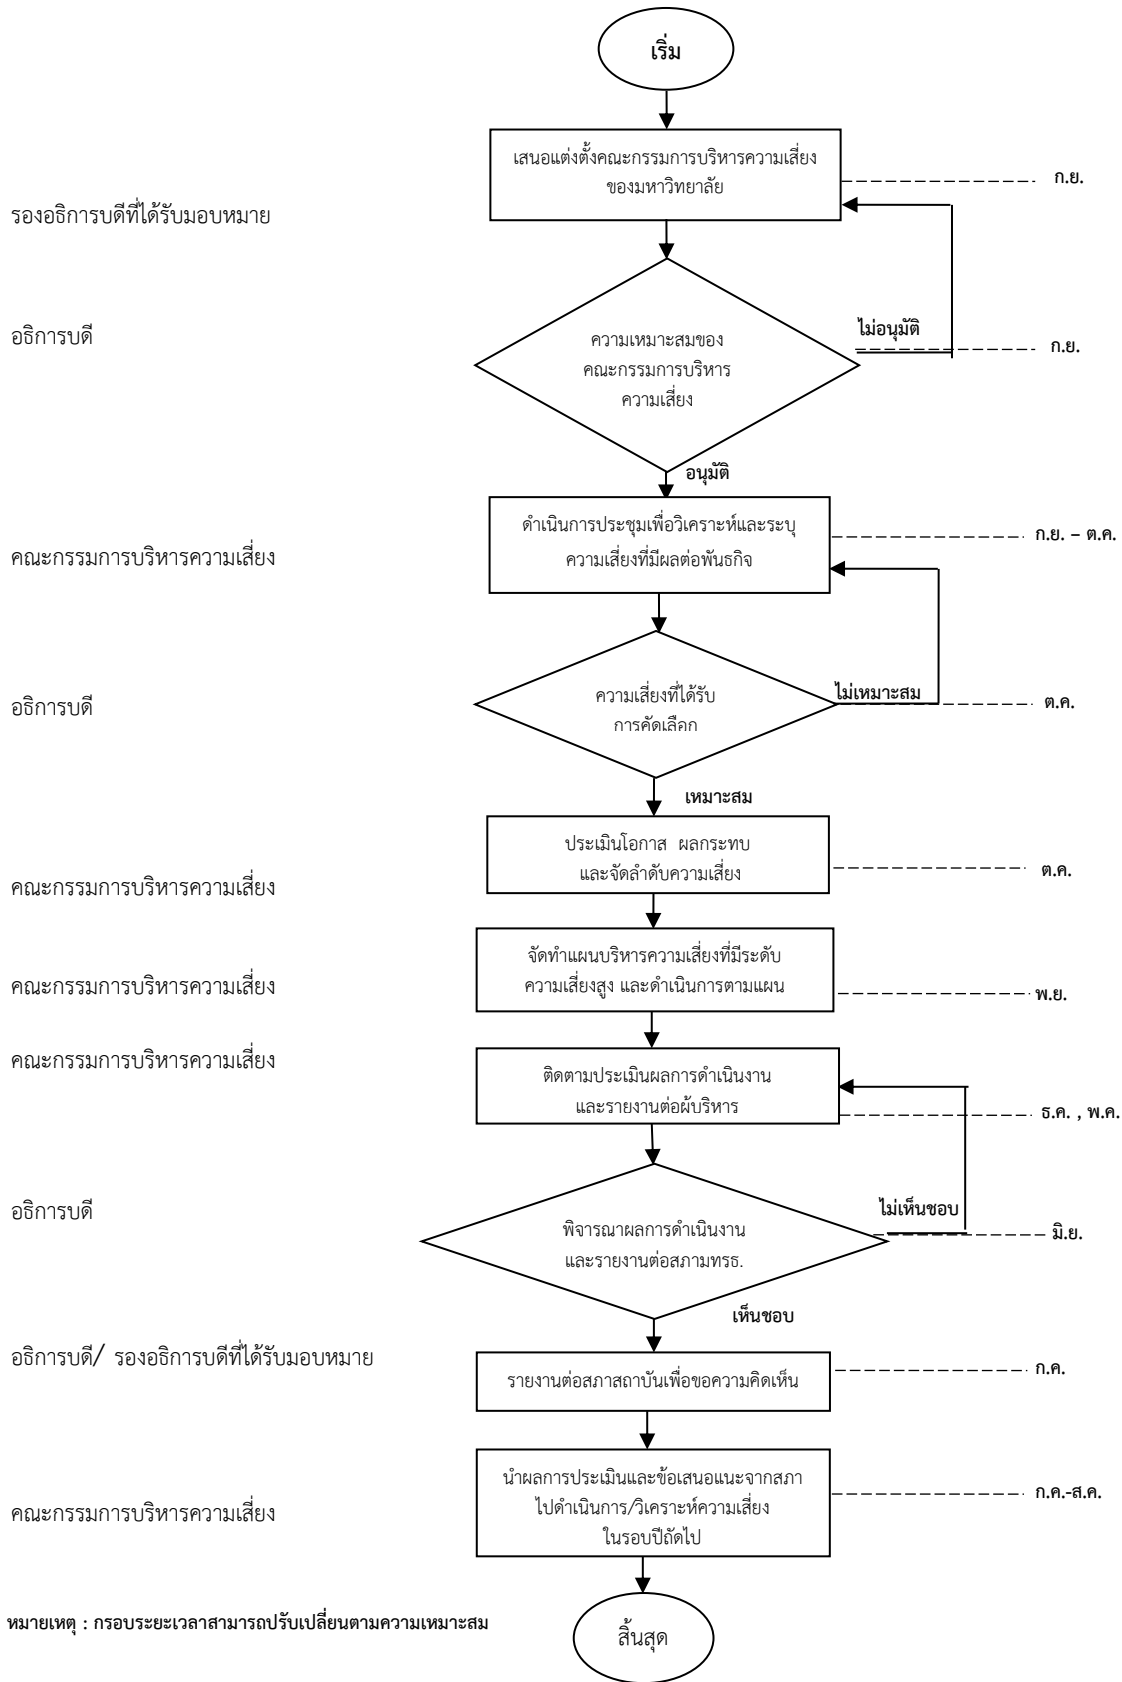 เริ่ม
เสนอแต่งตั้งคณะกรรมการบริหารความเสี่ยง
ของมหาวิทยาลัย
ก.ย.
รองอธิการบดีที่ได้รับมอบหมาย
อธิการบดี
ความเหมาะสมของ
คณะกรรมการบริหาร
ความเสี่ยง
ไม่อนุมัติ
ก.ย.
อนุมัติ
คณะกรรมการบริหารความเสี่ยง
ดำเนินการประชุมเพื่อวิเคราะห์และระบุ
ความเสี่ยงที่มีผลต่อพันธกิจ
ก.ย. – ต.ค.
อธิการบดี
ความเสี่ยงที่ได้รับ
การคัดเลือก
ไม่เหมาะสม
ต.ค.
เหมาะสม
คณะกรรมการบริหารความเสี่ยง
ประเมินโอกาส ผลกระทบ
และจัดลำดับความเสี่ยง
ต.ค.
คณะกรรมการบริหารความเสี่ยง
จัดทำแผนบริหารความเสี่ยงที่มีระดับ
ความเสี่ยงสูง และดำเนินการตามแผน
พ.ย.
คณะกรรมการบริหารความเสี่ยง
ติดตามประเมินผลการดำเนินงาน
และรายงานต่อผู้บริหาร
ธ.ค. , พ.ค.
อธิการบดี
พิจารณาผลการดำเนินงาน
และรายงานต่อสภามทรธ.
ไม่เห็นชอบ
มิ.ย.
เห็นชอบ
อธิการบดี/ รองอธิการบดีที่ได้รับมอบหมาย
รายงานต่อสภาสถาบันเพื่อขอความคิดเห็น
ก.ค.
คณะกรรมการบริหารความเสี่ยง
นำผลการประเมินและข้อเสนอแนะจากสภา
ไปดำเนินการ/วิเคราะห์ความเสี่ยง
ในรอบปีถัดไป
ก.ค.-ส.ค.
หมายเหตุ : กรอบระยะเวลาสามารถปรับเปลี่ยนตามความเหมาะสม
สิ้นสุด